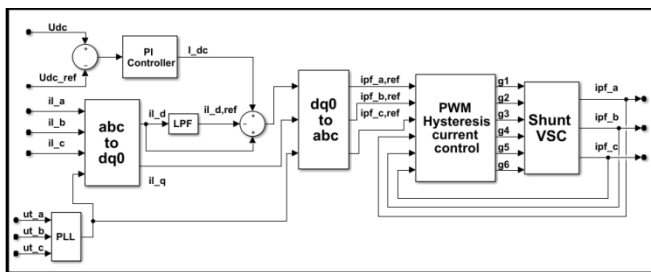 Udc
Udc_ref
PI
Controller
I_dc
il_a
il_b
il_c
abc
to
dq0
il_d
LPF
il_d,ref
il_q
ut_a
ut_b
ut_c
PLL
dq0
to
abc
ipf_a,ref
ipf_b,ref
ipf_c,ref
PWM
Hysteresis
current
control
g1
g2
g3
g4
g5
g6
Shunt
VSC
ipf_a
ipf_b
ipf_c